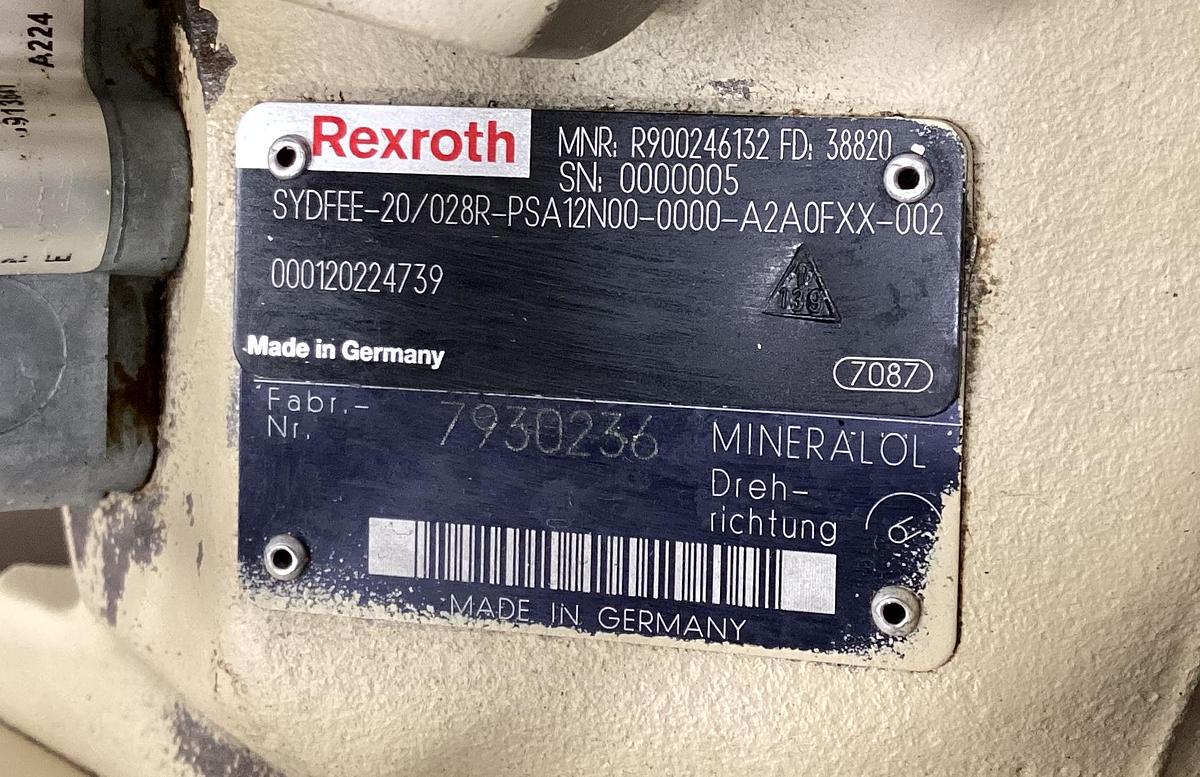 A224
Rexroth
MNR: R900246132 FD: 38820
SN: 0000005
SYDFEE-20/028R-PSA12N00-0000-A2A0FXX-002
000120224739
139
Made in Germany
7087
Fabr.-
Nr. 7930236
MINERALÖL
Dreh-
richtung
MADE IN GERMANY